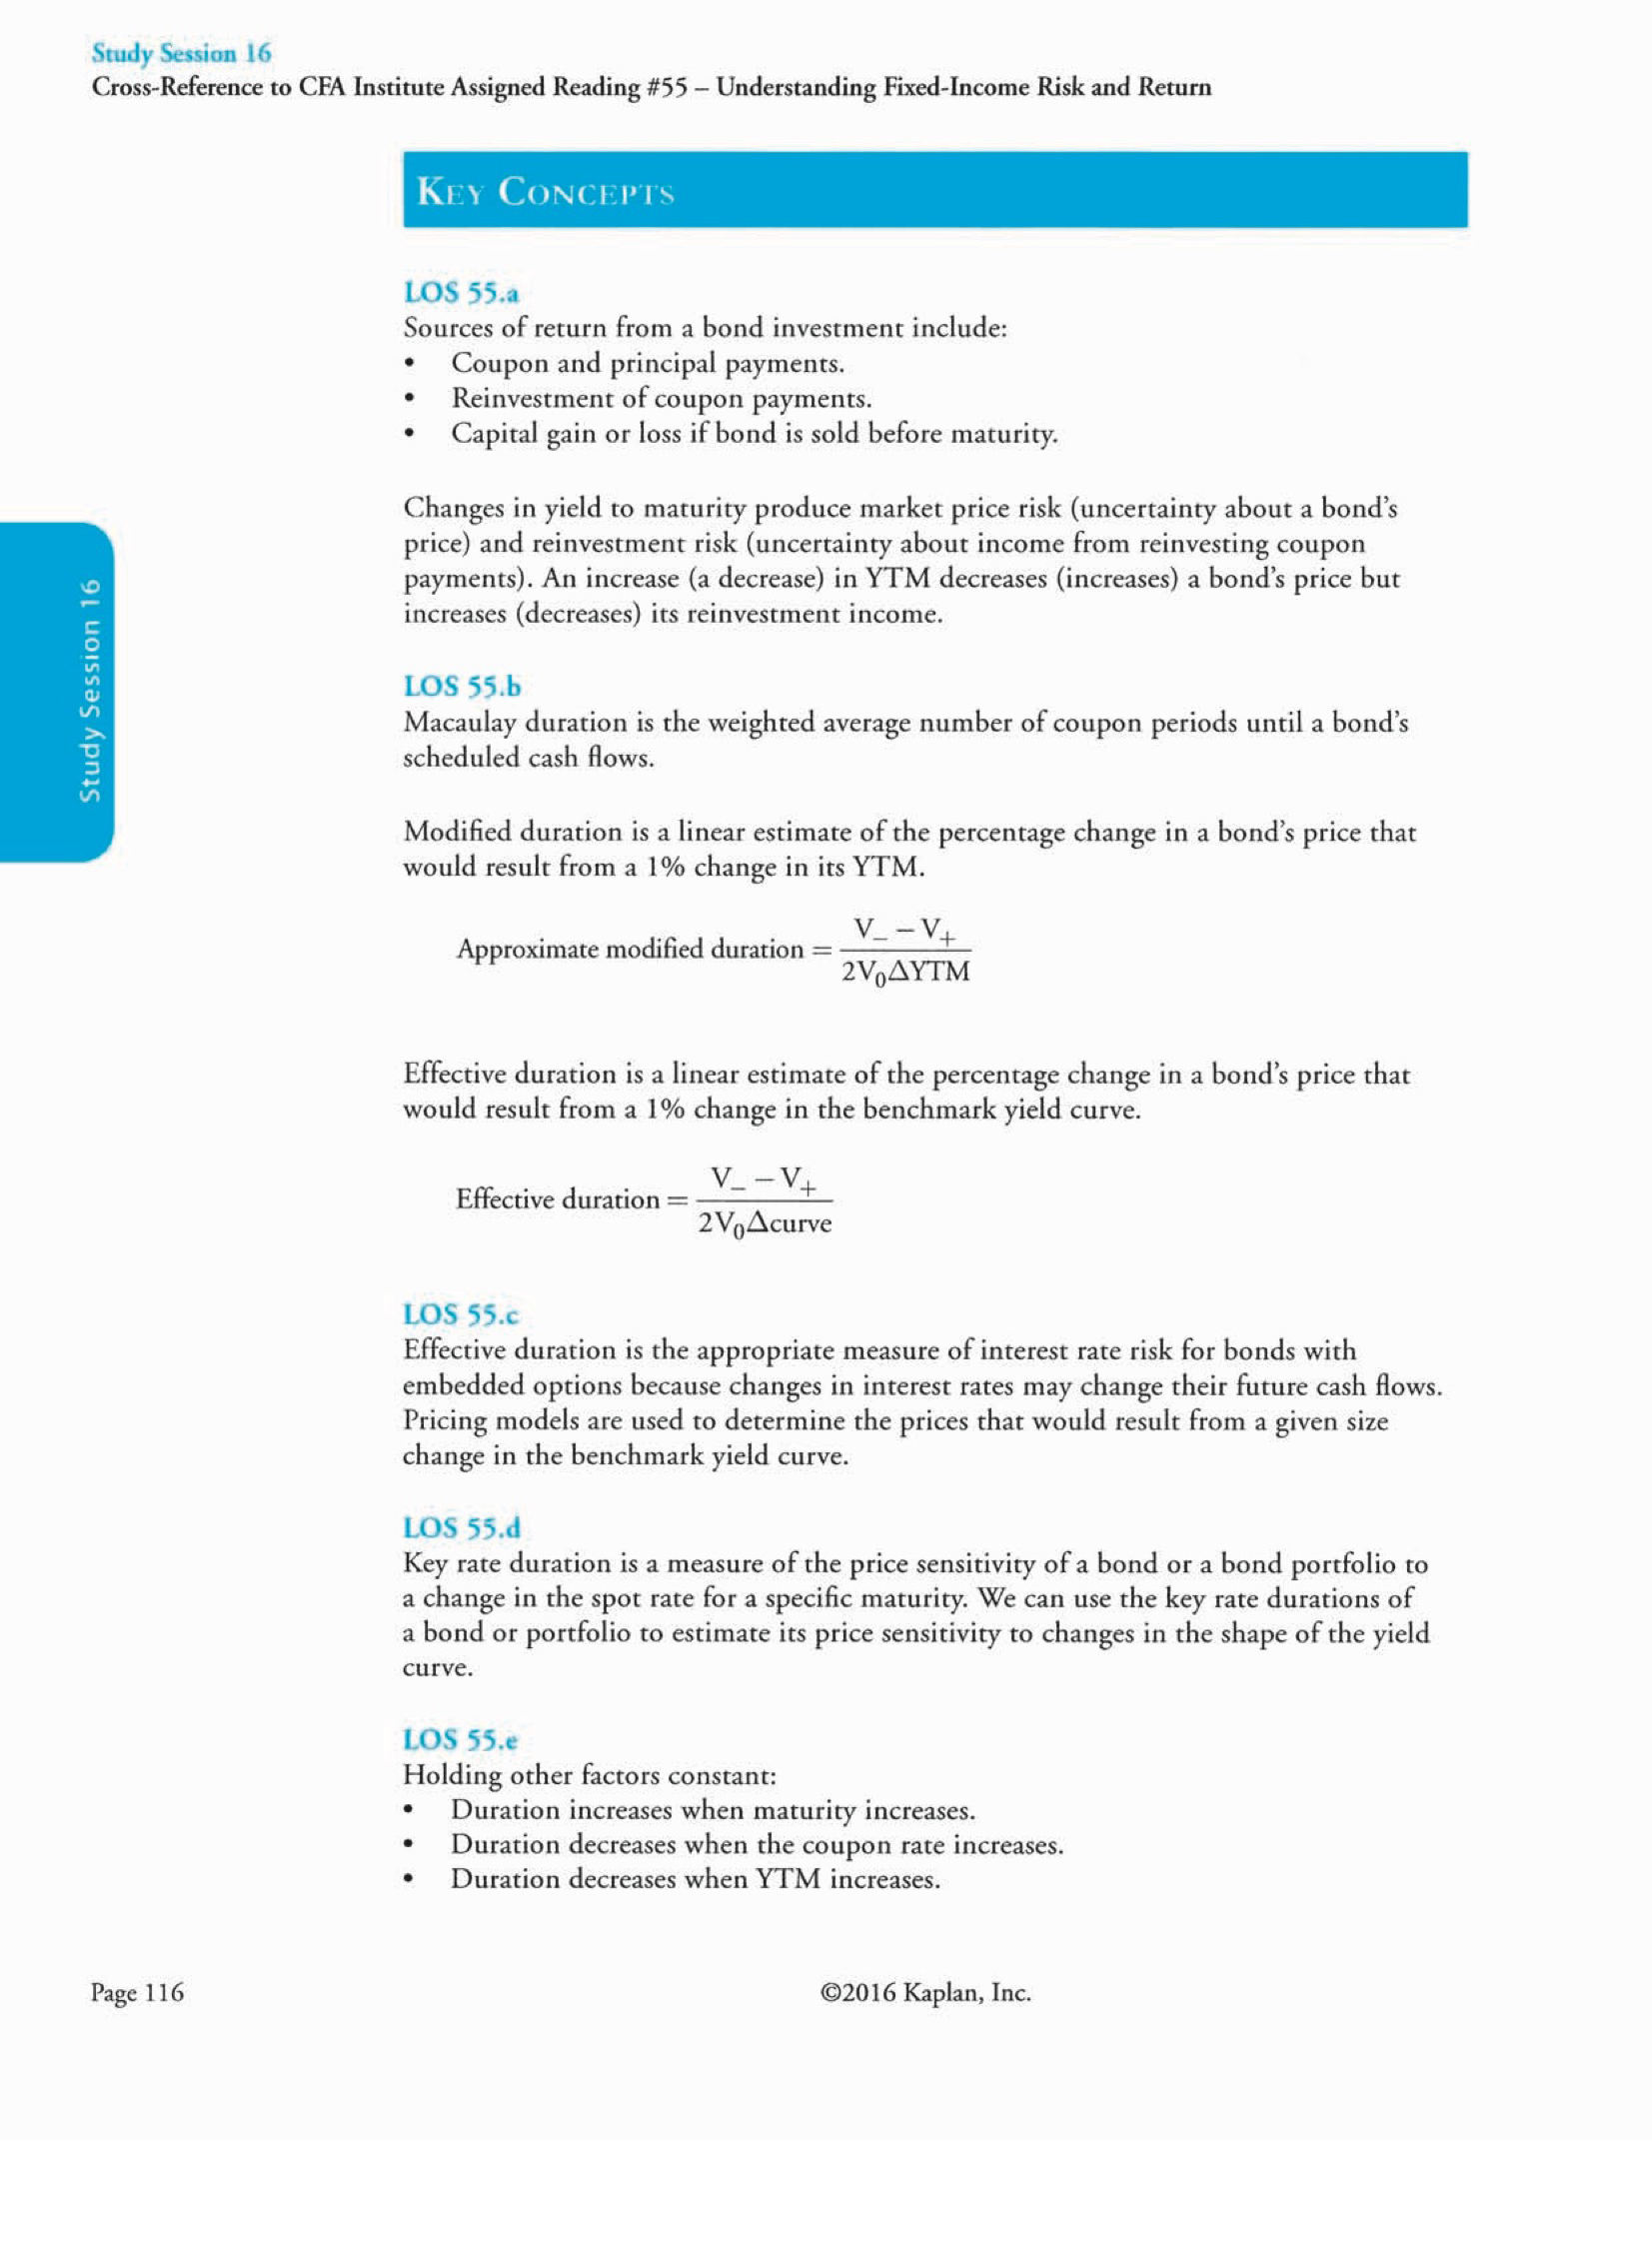 Study Session 16
Cross-Reference to CFA Institute Assigned Reading #55 – Understanding Fixed-Income Risk and Return
KEY CONCEPTS
LOS 55.a
Sources of return from a bond investment include:
• Coupon and principal payments.
• Reinvestment of coupon payments.
• Capital gain or loss if bond is sold before maturity.
Changes in yield to maturity produce market price risk (uncertainty about a bond's
price) and reinvestment risk (uncertainty about income from reinvesting coupon
payments). An increase (a decrease) in YTM decreases (increases) a bond's price but
increases (decreases) its reinvestment income.
Study Session 16
LOS 55.b
Macaulay duration is the weighted average number of coupon periods until a bond's
scheduled cash flows.
Modified duration is a linear estimate of the percentage change in a bond's price that
would result from a 1% change in its YTM.
Approximate modified duration = (V₋ − V₊) / (2V₀ΔYTM)
Effective duration is a linear estimate of the percentage change in a bond's price that
would result from a 1% change in the benchmark yield curve.
Effective duration = (V₋ − V₊) / (2V₀Δcurve)
LOS 55.c
Effective duration is the appropriate measure of interest rate risk for bonds with
embedded options because changes in interest rates may change their future cash flows.
Pricing models are used to determine the prices that would result from a given size
change in the benchmark yield curve.
LOS 55.d
Key rate duration is a measure of the price sensitivity of a bond or a bond portfolio to
a change in the spot rate for a specific maturity. We can use the key rate durations of
a bond or portfolio to estimate its price sensitivity to changes in the shape of the yield
curve.
LOS 55.e
Holding other factors constant:
• Duration increases when maturity increases.
• Duration decreases when the coupon rate increases.
• Duration decreases when YTM increases.
Page 116
©2016 Kaplan, Inc.